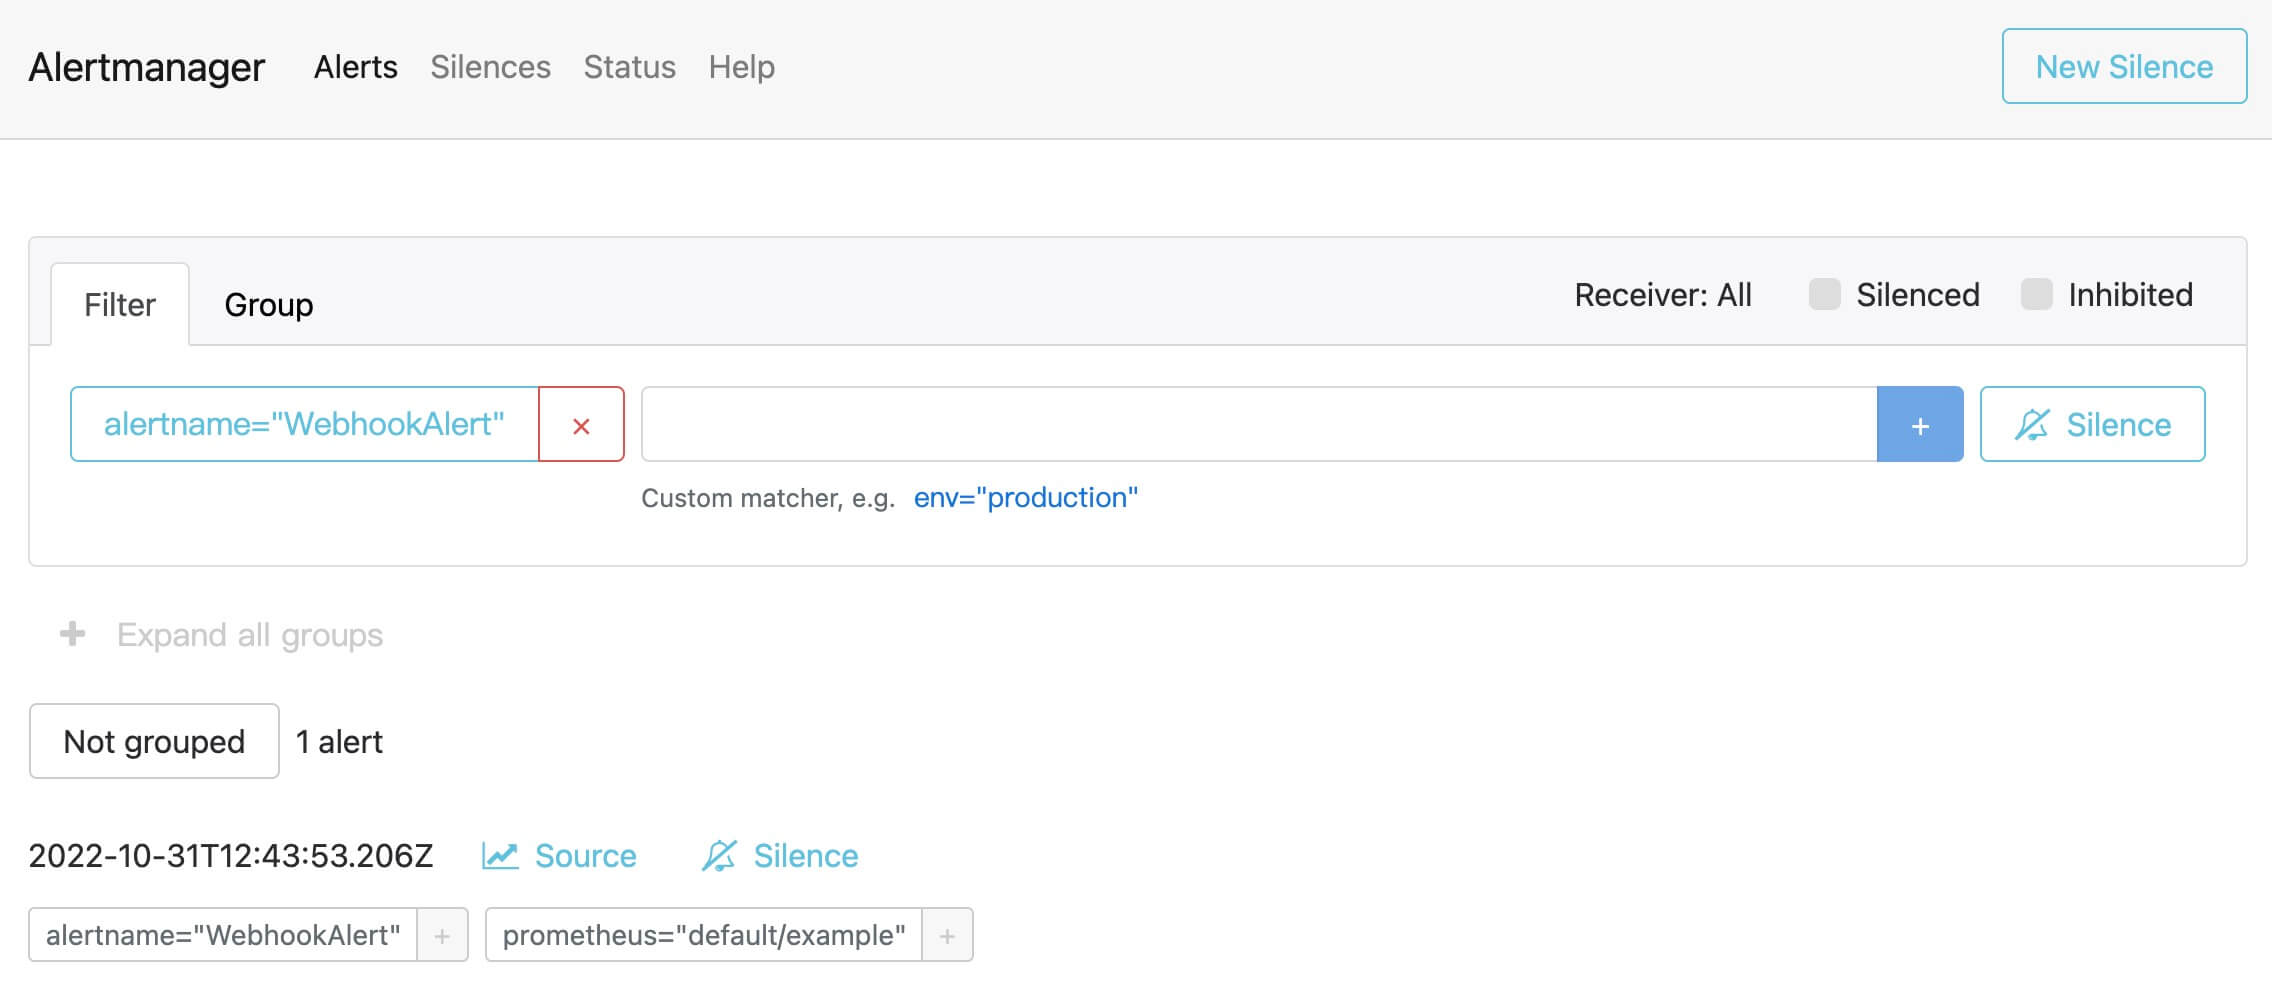 Alertmanager Alerts Silences Status Help New Silence
Filter Group Receiver: All Silenced Inhibited
alertname="WebhookAlert" × + Silence
Custom matcher, e.g. env="production"
+ Expand all groups
Not grouped 1 alert
2022-10-31T12:43:53.206Z Source Silence
alertname="WebhookAlert" + prometheus="default/example" +